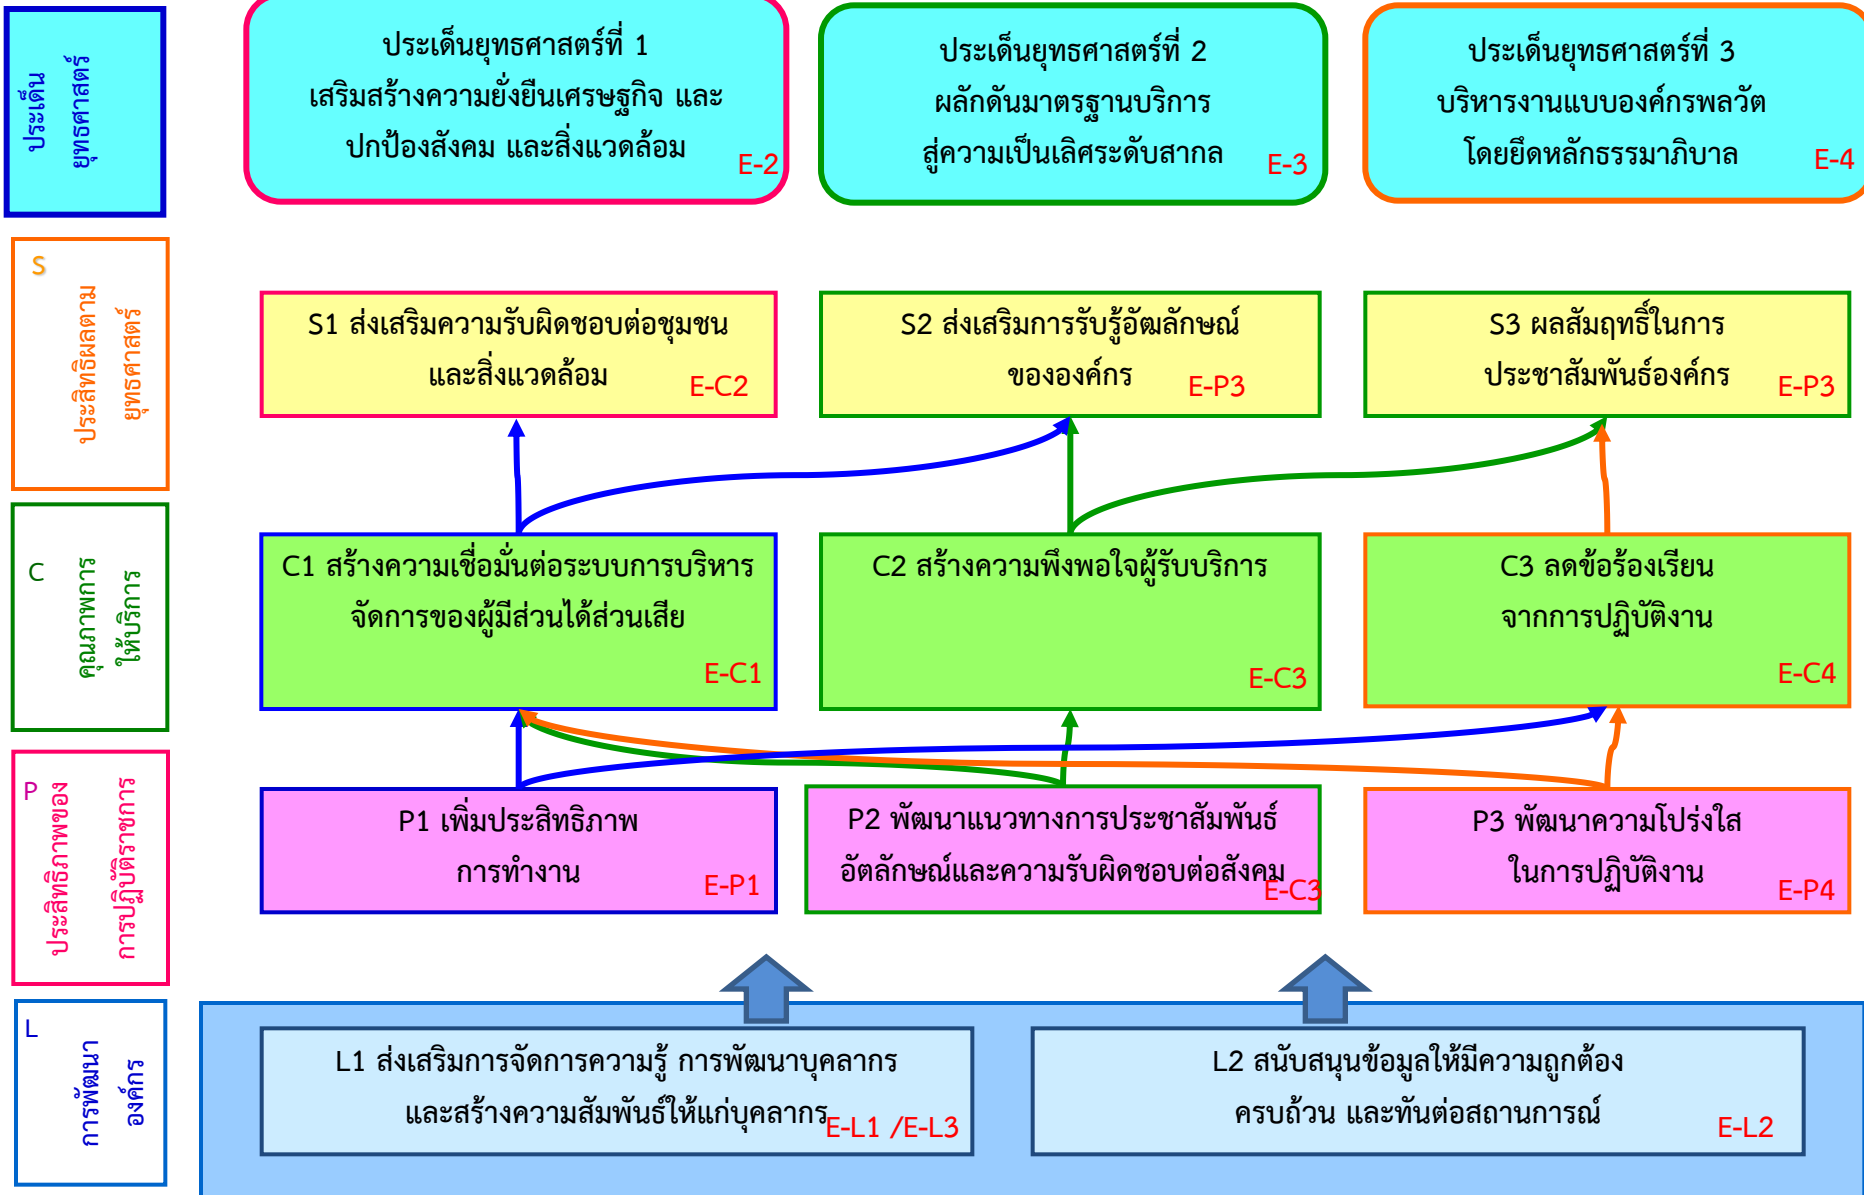 ประเด็น
ยุทธศาสตร์
ประเด็นยุทธศาสตร์ที่ 1
เสริมสร้างความยั่งยืนเศรษฐกิจ และ
ปกป้องสังคม และสิ่งแวดล้อม
E-2
ประเด็นยุทธศาสตร์ที่ 2
ผลักดันมาตรฐานบริการ
สู่ความเป็นเลิศระดับสากล
E-3
ประเด็นยุทธศาสตร์ที่ 3
บริหารงานแบบองค์กรพลวัต
โดยยึดหลักธรรมาภิบาล
E-4
S
ประสิทธิผลตาม
ยุทธศาสตร์
S1 ส่งเสริมความรับผิดชอบต่อชุมชน
และสิ่งแวดล้อม
E-C2
S2 ส่งเสริมการรับรู้อัฒลักษณ์
ขององค์กร
E-P3
S3 ผลสัมฤทธิ์ในการ
ประชาสัมพันธ์องค์กร
E-P3
C
คุณภาพการ
ให้บริการ
C1 สร้างความเชื่อมั่นต่อระบบการบริหาร
จัดการของผู้มีส่วนได้ส่วนเสีย
E-C1
C2 สร้างความพึงพอใจผู้รับบริการ
E-C3
C3 ลดข้อร้องเรียน
จากการปฏิบัติงาน
E-C4
P
ประสิทธิภาพของ
การปฏิบัติราชการ
P1 เพิ่มประสิทธิภาพ
การทำงาน
E-P1
P2 พัฒนาแนวทางการประชาสัมพันธ์
อัตลักษณ์และความรับผิดชอบต่อสังคม
E-C3
P3 พัฒนาความโปร่งใส
ในการปฏิบัติงาน
E-P4
L
การพัฒนา
องค์กร
L1 ส่งเสริมการจัดการความรู้ การพัฒนาบุคลากร
และสร้างความสัมพันธ์ให้แก่บุคลากร
E-L1 /E-L3
L2 สนับสนุนข้อมูลให้มีความถูกต้อง
ครบถ้วน และทันต่อสถานการณ์
E-L2